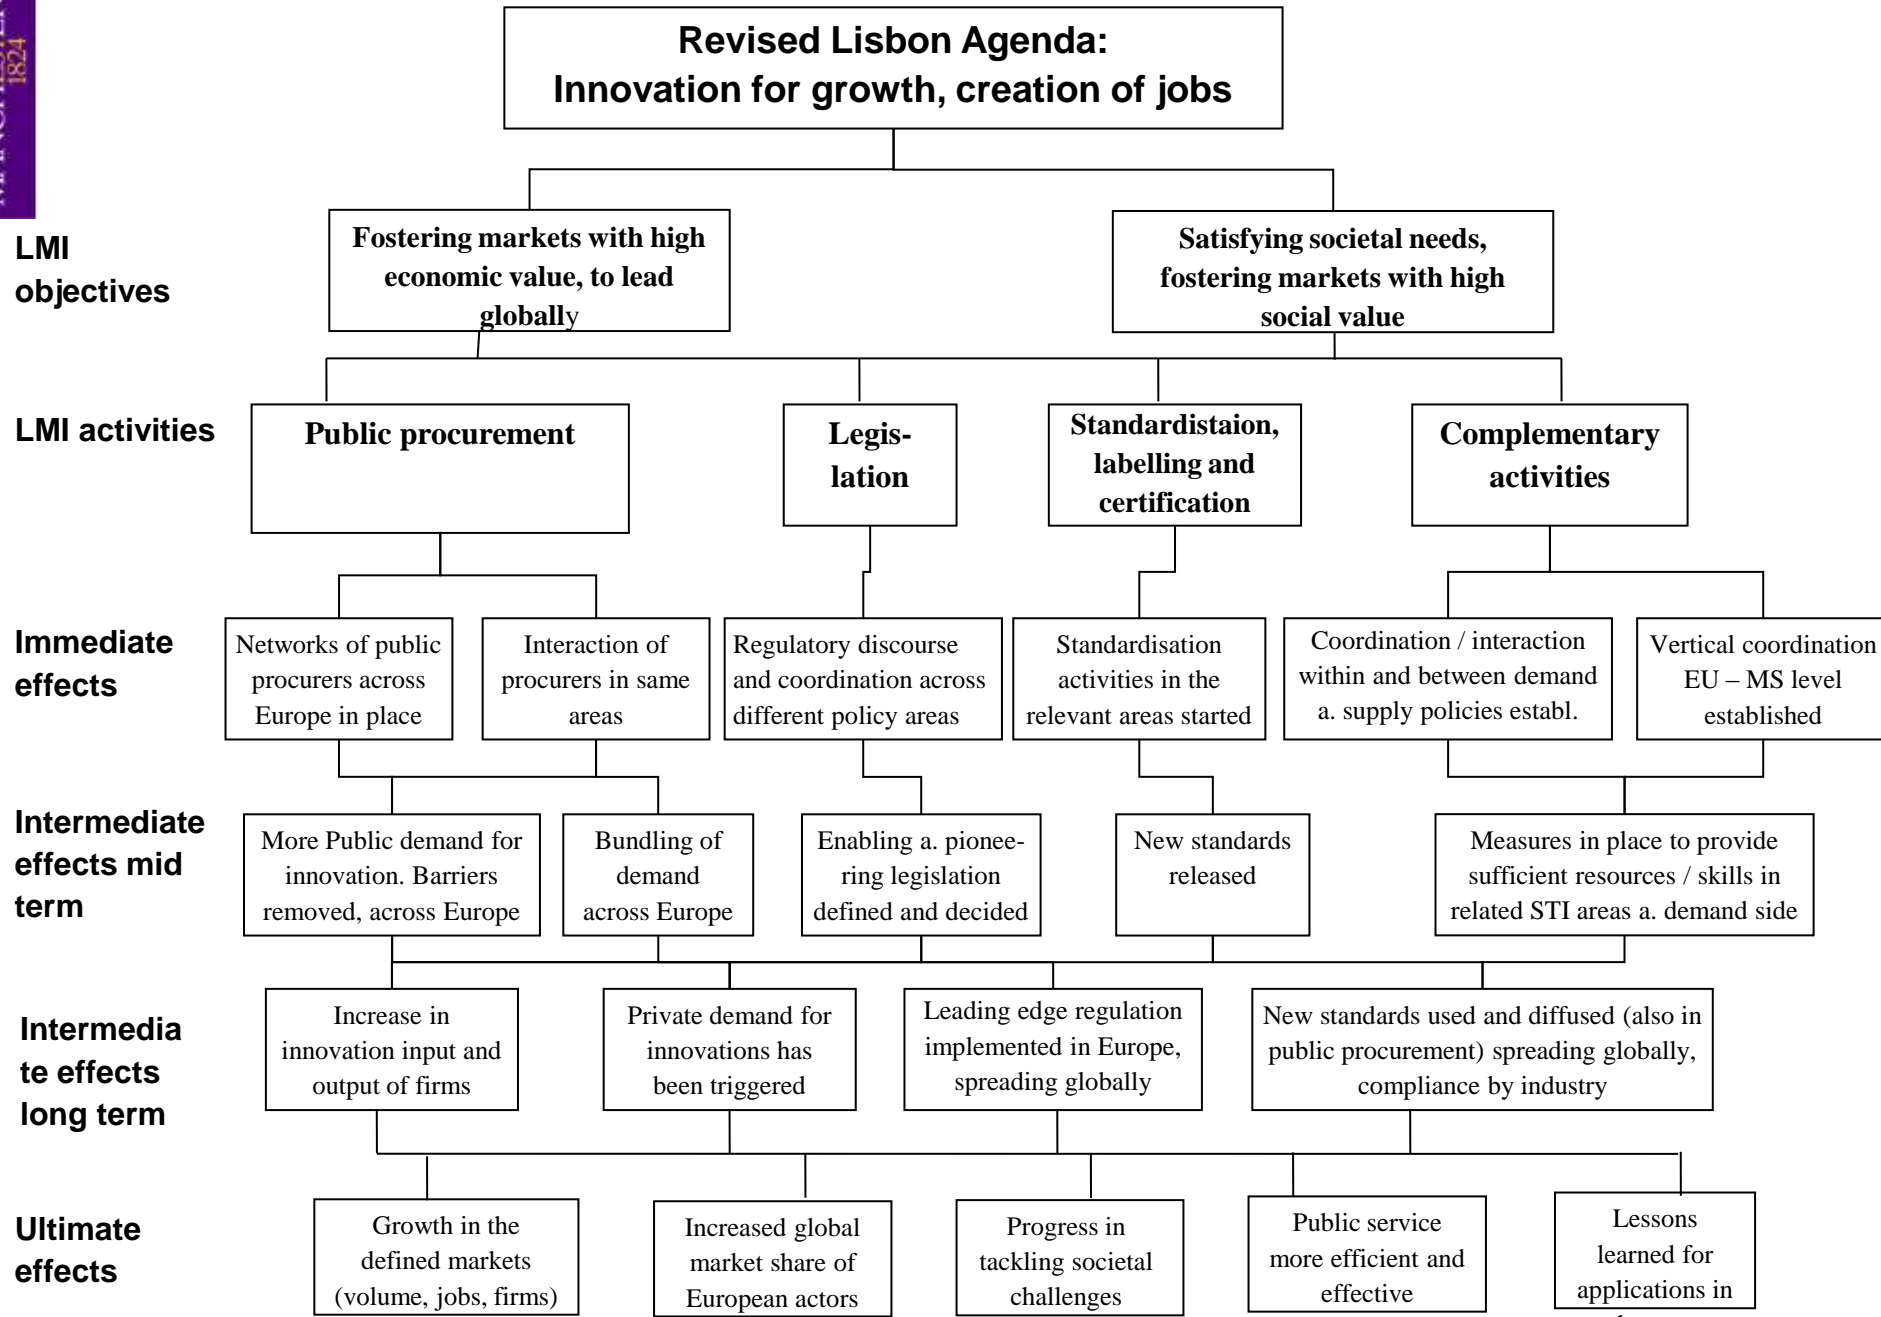 1824
Revised Lisbon Agenda:
Innovation for growth, creation of jobs
LMI
objectives
Fostering markets with high
economic value, to lead
globally
Satisfying societal needs,
fostering markets with high
social value
LMI activities
Public procurement
Legis-
lation
Standardistaion,
labelling and
certification
Complementary
activities
Immediate
effects
Networks of public
procurers across
Europe in place
Interaction of
procurers in same
areas
Regulatory discourse
and coordination across
different policy areas
Standardisation
activities in the
relevant areas started
Coordination / interaction
within and between demand
a. supply policies establ.
Vertical coordination
EU – MS level
established
Intermediate
effects mid
term
More Public demand for
innovation. Barriers
removed, across Europe
Bundling of
demand
across Europe
Enabling a. pionee-
ring legislation
defined and decided
New standards
released
Measures in place to provide
sufficient resources / skills in
related STI areas a. demand side
Intermedia
te effects
long term
Increase in
innovation input and
output of firms
Private demand for
innovations has
been triggered
Leading edge regulation
implemented in Europe,
spreading globally
New standards used and diffused (also in
public procurement) spreading globally,
compliance by industry
Ultimate
effects
Growth in the
defined markets
(volume, jobs, firms)
Increased global
market share of
European actors
Progress in
tackling societal
challenges
Public service
more efficient and
effective
Lessons
learned for
applications in